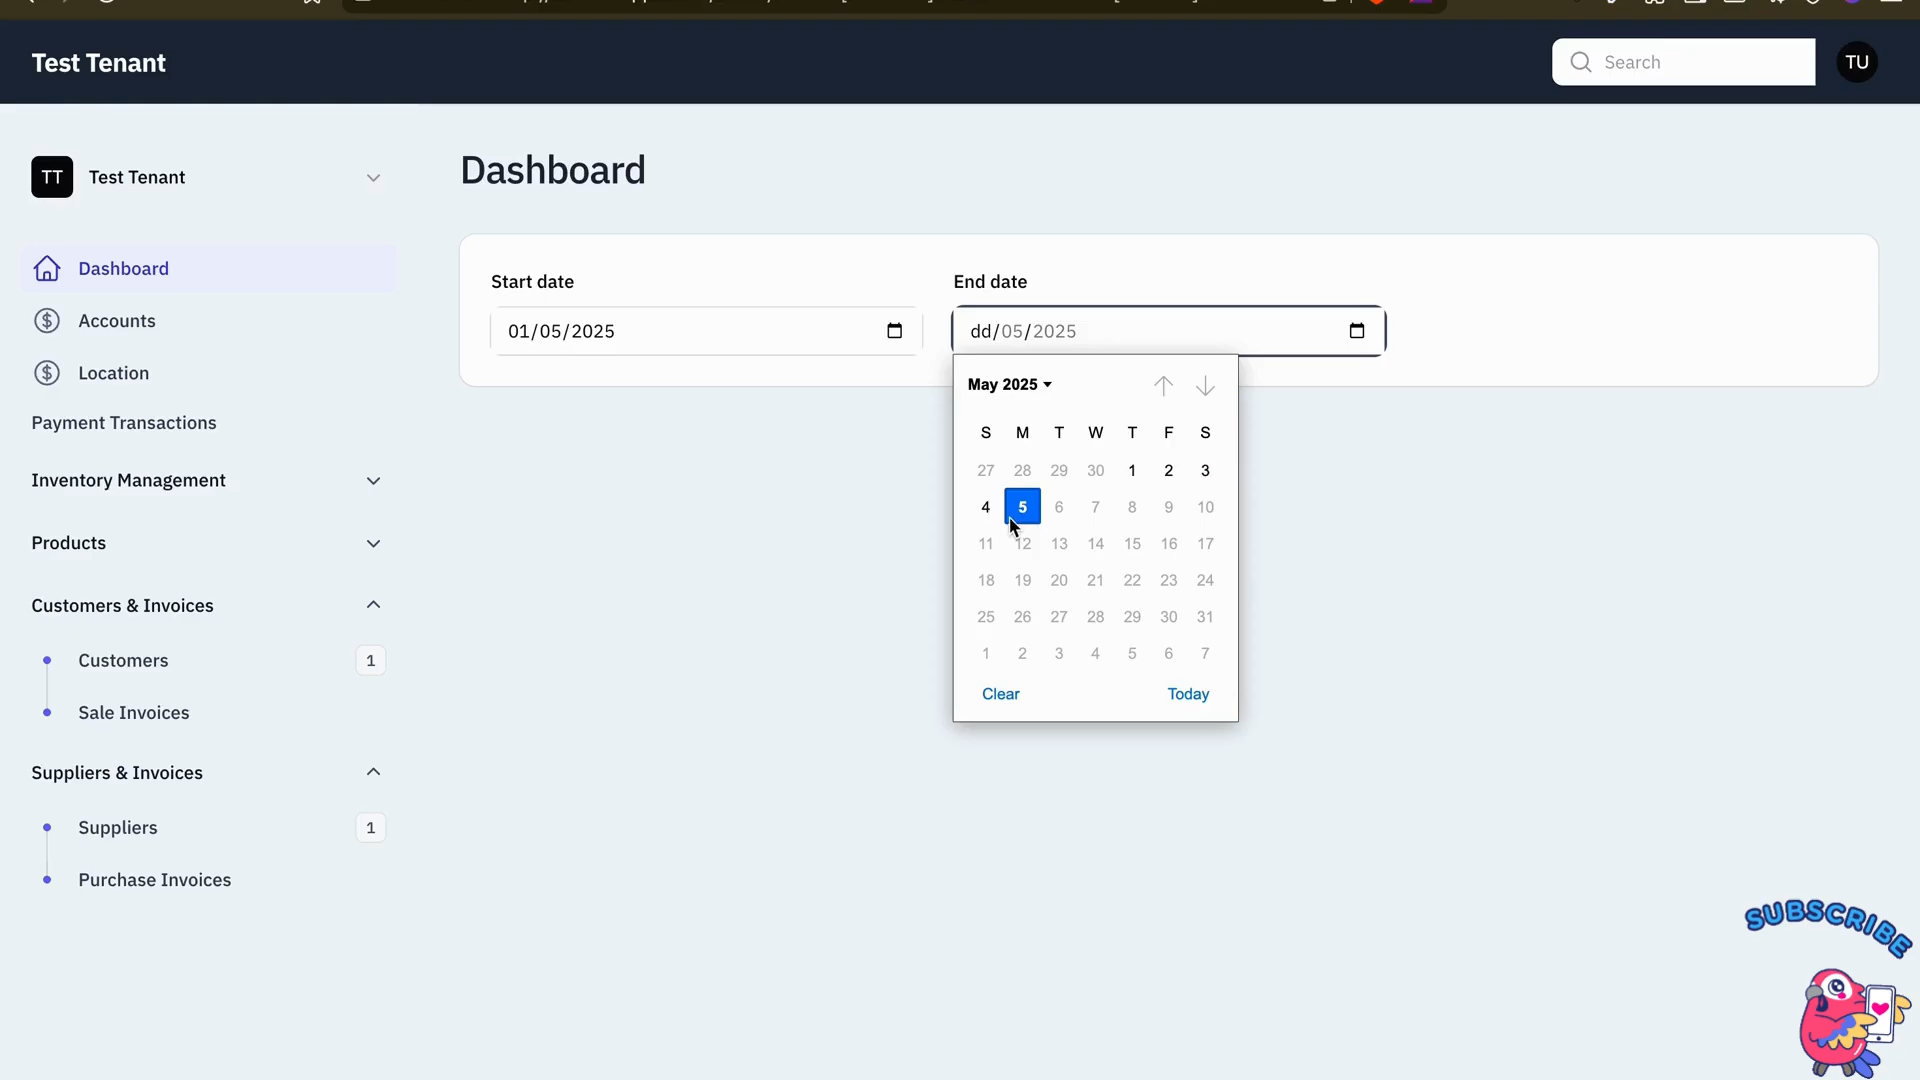 Test Tenant
Search
TU
TT
Test Tenant
Dashboard
Accounts
Location
Payment Transactions
Inventory Management
Products
Customers & Invoices
Customers 1
Sale Invoices
Suppliers & Invoices
Suppliers 1
Purchase Invoices
Dashboard
Start date
01/05/2025
End date
dd/05/2025
May 2025
S M T W T F S
27 28 29 30 1 2 3
4 5 6 7 8 9 10
11 12 13 14 15 16 17
18 19 20 21 22 23 24
25 26 27 28 29 30 31
1 2 3 4 5 6 7
Clear Today
SUBSCRIBE